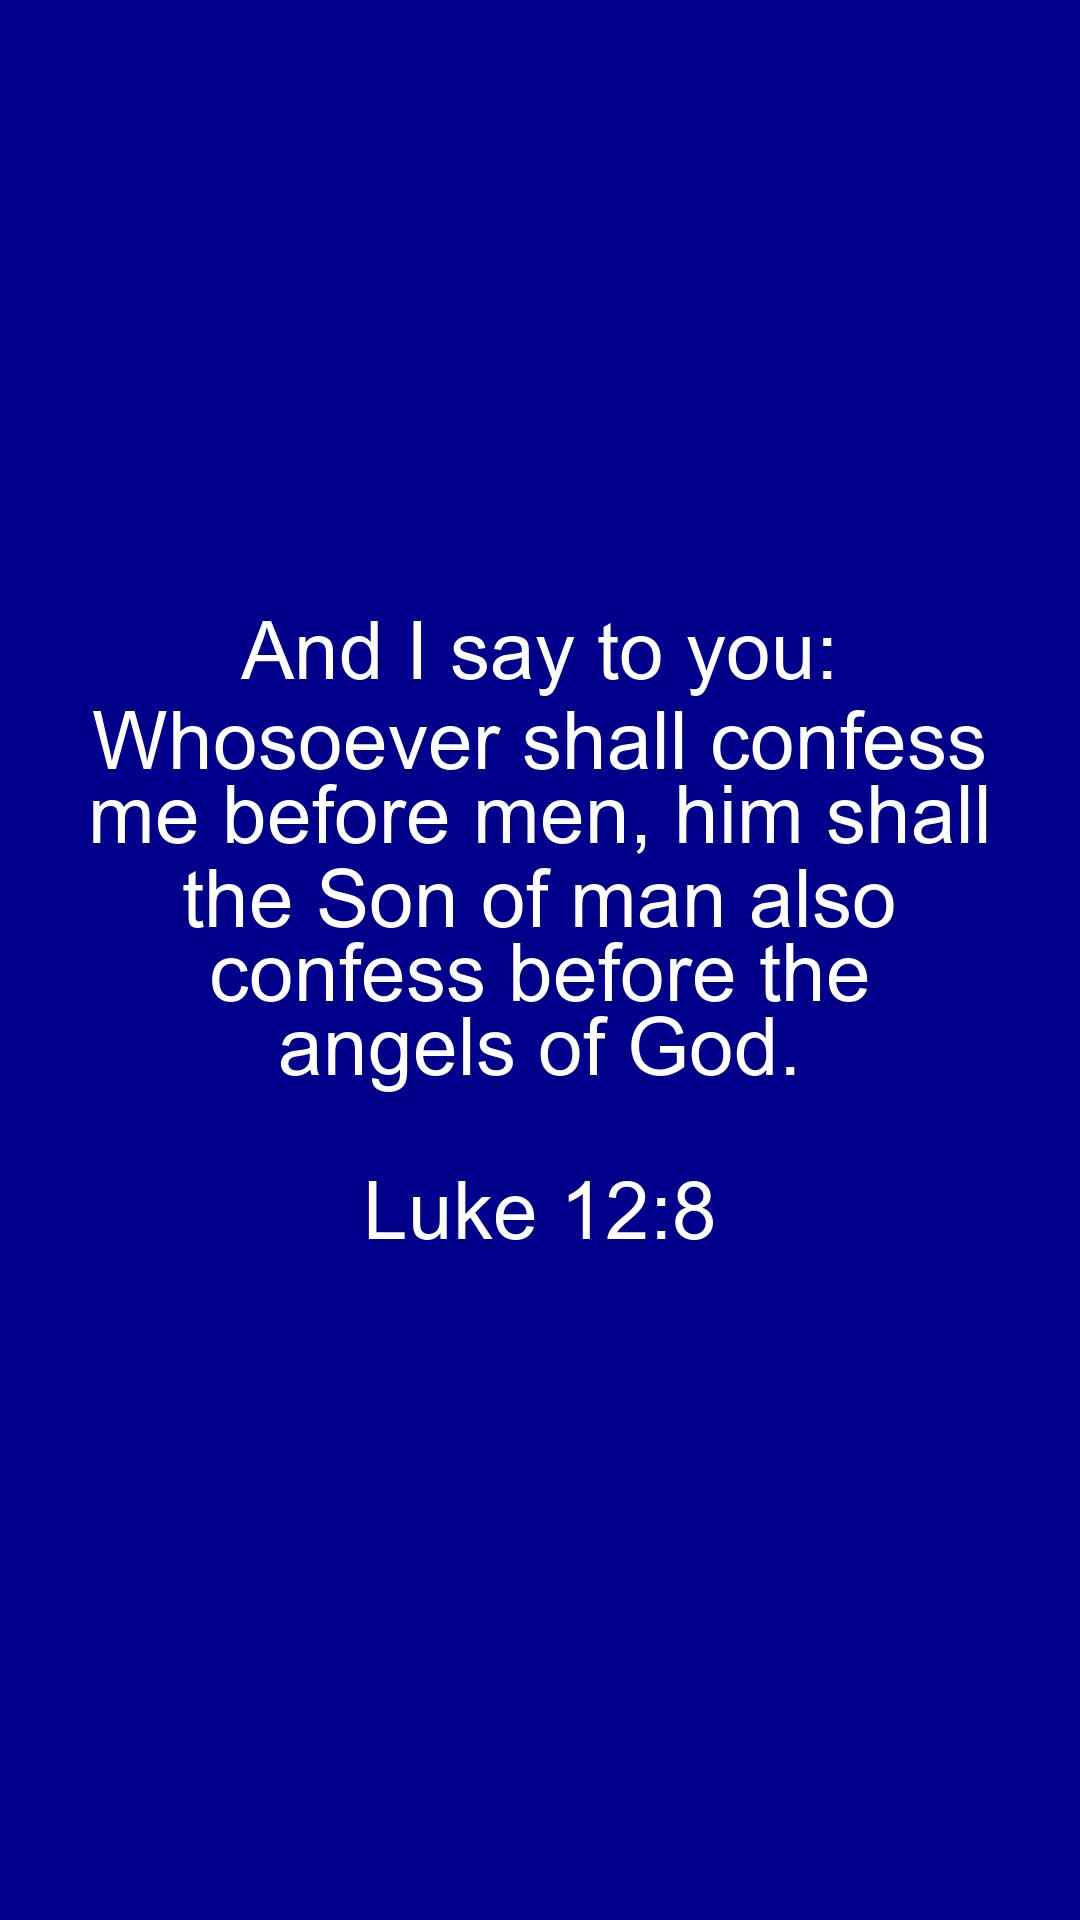 And I say to you:
Whosoever shall confess
me before men, him shall
the Son of man also
confess before the
angels of God.
Luke 12:8